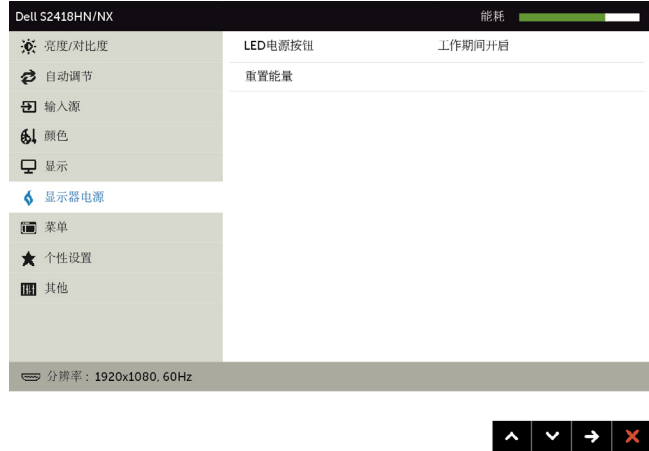 Dell S2418HN/NX 能耗
亮度/对比度 LED电源按钮 工作期间开启
自动调节 重置能量
输入源
颜色
显示
显示器电源
菜单
个性设置
其他
分辨率：1920x1080, 60Hz